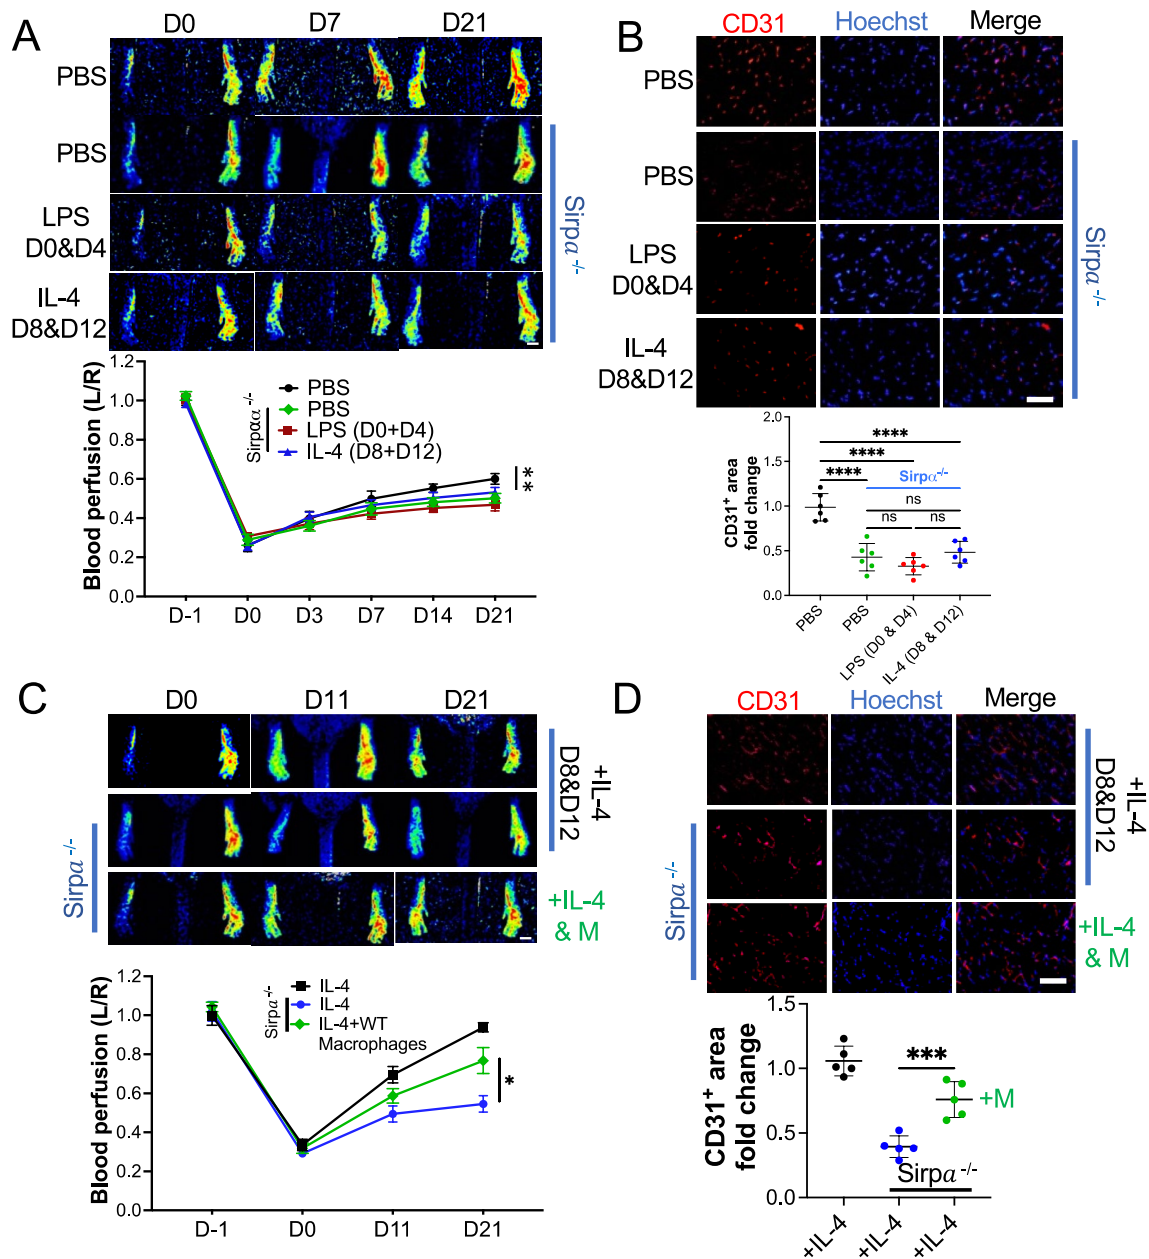 A
D0 D7 D21
PBS
PBS
LPS
D0&D4
IL-4
D8&D12
Sirpα-/-
Blood perfusion (L/R)
1.2
1.0
0.8
0.6
0.4
0.2
0.0
PBS
PBS
LPS (D0+D4)
IL-4 (D8+D12)
Sirpαα-/-
**
D-1 D0 D3 D7 D14 D21
B
CD31 Hoechst Merge
PBS
PBS
LPS
D0&D4
IL-4
D8&D12
Sirpα-/-
CD31+ area
fold change
2.0
1.5
1.0
0.5
0.0
****
****
****
Sirpα-/-
ns
ns ns
PBS
PBS
LPS (D0 & D4)
IL-4 (D8 & D12)
C
D0 D11 D21
+IL-4
D8&D12
Sirpα-/-
+IL-4
& M
Blood perfusion (L/R)
1.2
1.0
0.8
0.6
0.4
0.2
0.0
IL-4
IL-4
IL-4+WT
Macrophages
Sirpα-/-
*
D-1 D0 D11 D21
D
CD31 Hoechst Merge
+IL-4
D8&D12
Sirpα-/-
+IL-4
& M
CD31+ area
fold change
1.5
1.0
0.5
0.0
***
+M
Sirpα-/-
+IL-4
+IL-4
+IL-4